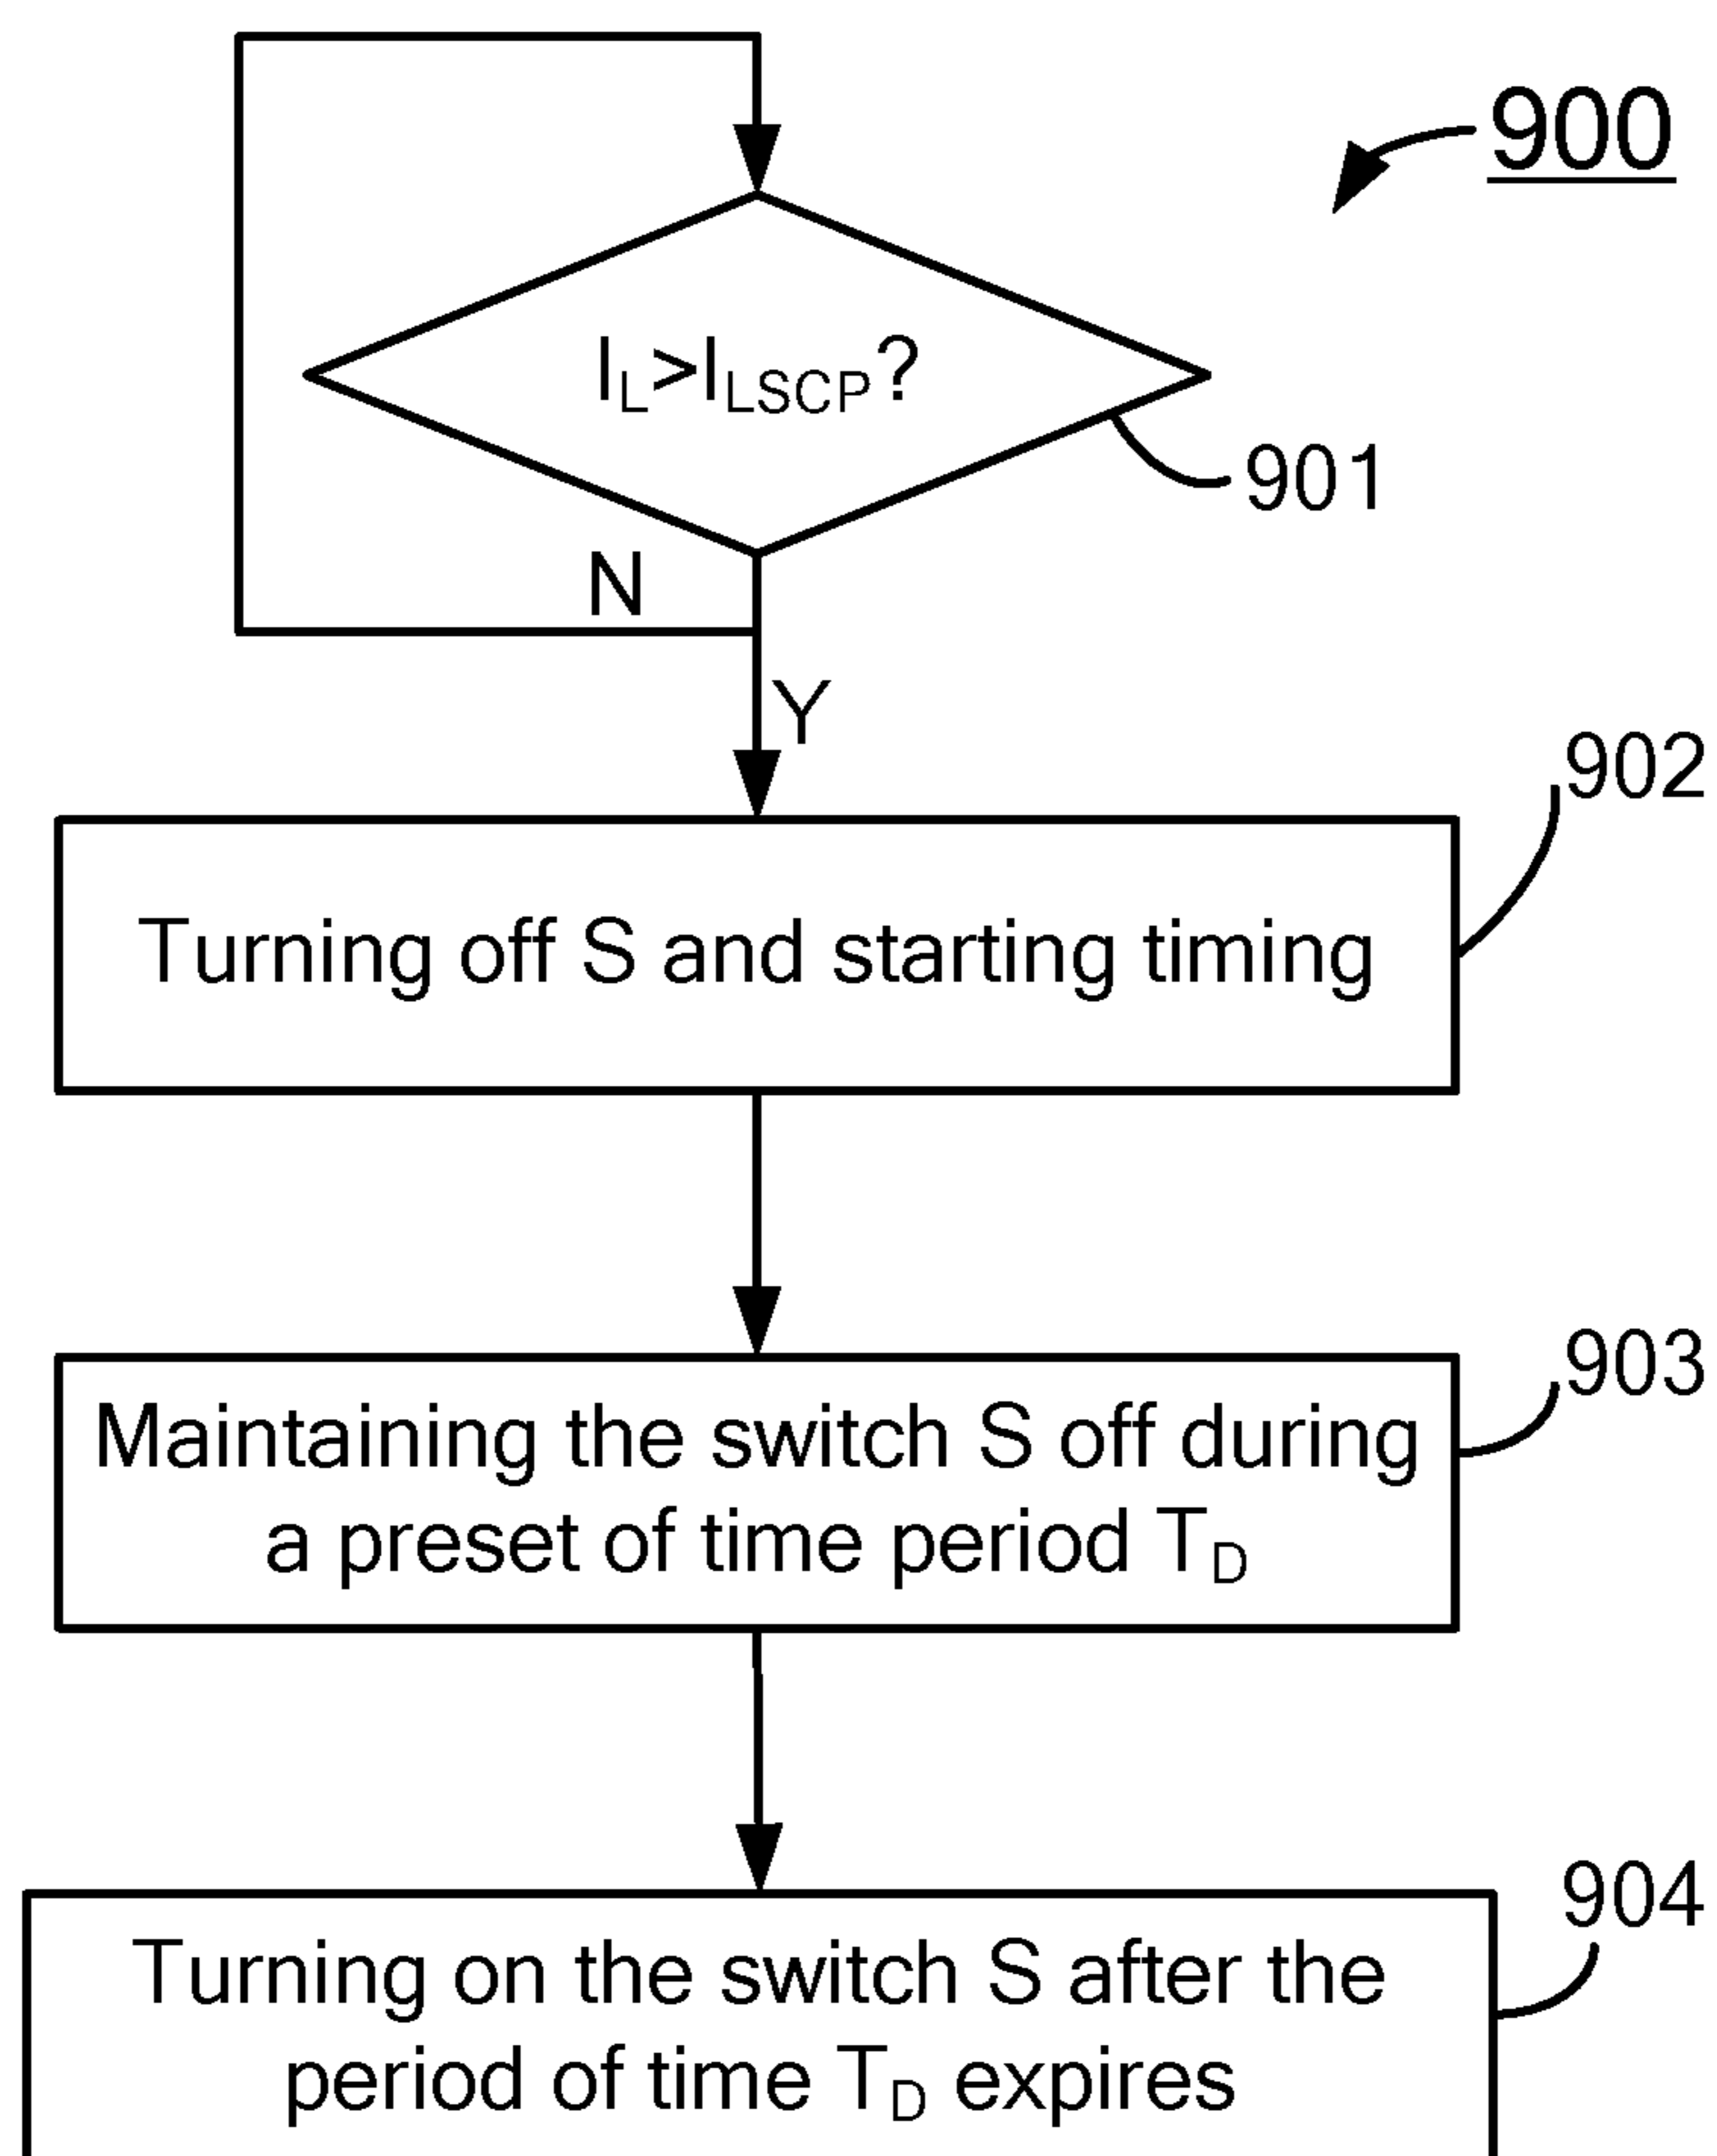 900
I_L>I_LSCP?
901
N
Y
902
Turning off S and starting timing
903
Maintaining the switch S off during
a preset of time period T_D
904
Turning on the switch S after the
period of time T_D expires